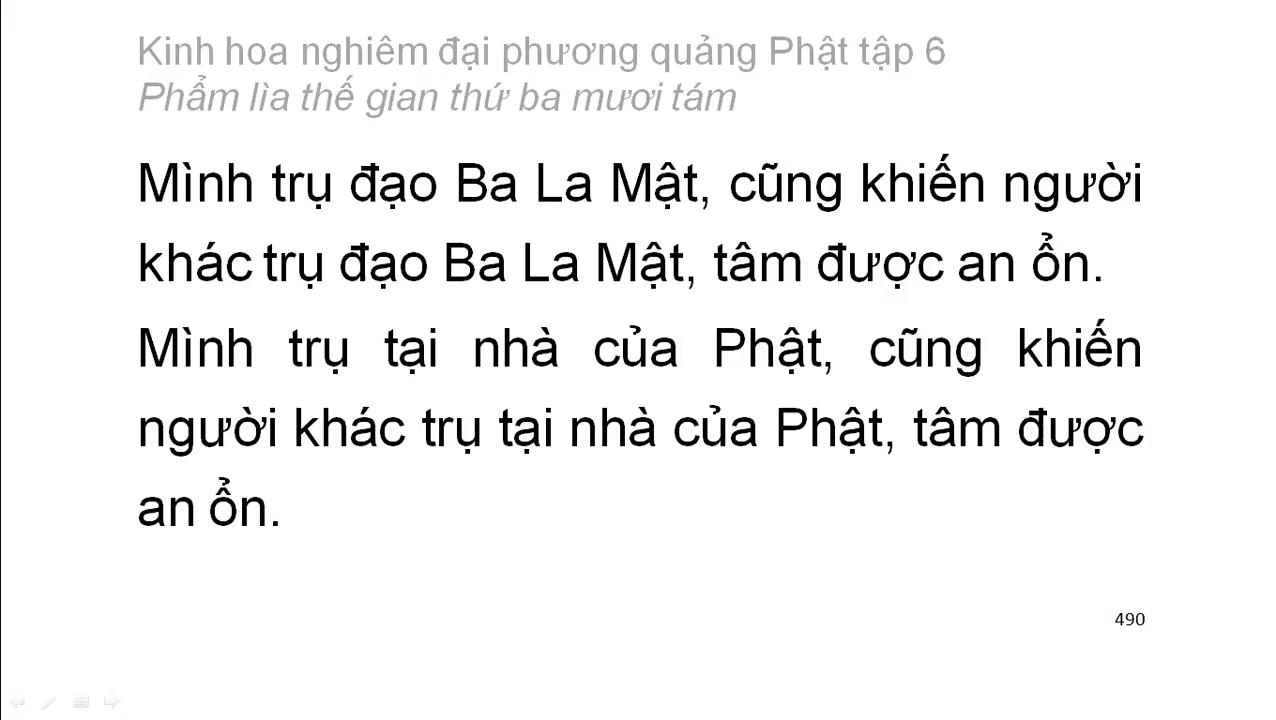 Kinh hoa nghiêm đại phương quảng Phật tập 6
Phẩm lìa thế gian thứ ba mươi tám
Mình trụ đạo Ba La Mật, cũng khiến người
khác trụ đạo Ba La Mật, tâm được an ổn.
Mình trụ tại nhà của Phật, cũng khiến
người khác trụ tại nhà của Phật, tâm được
an ổn.
490